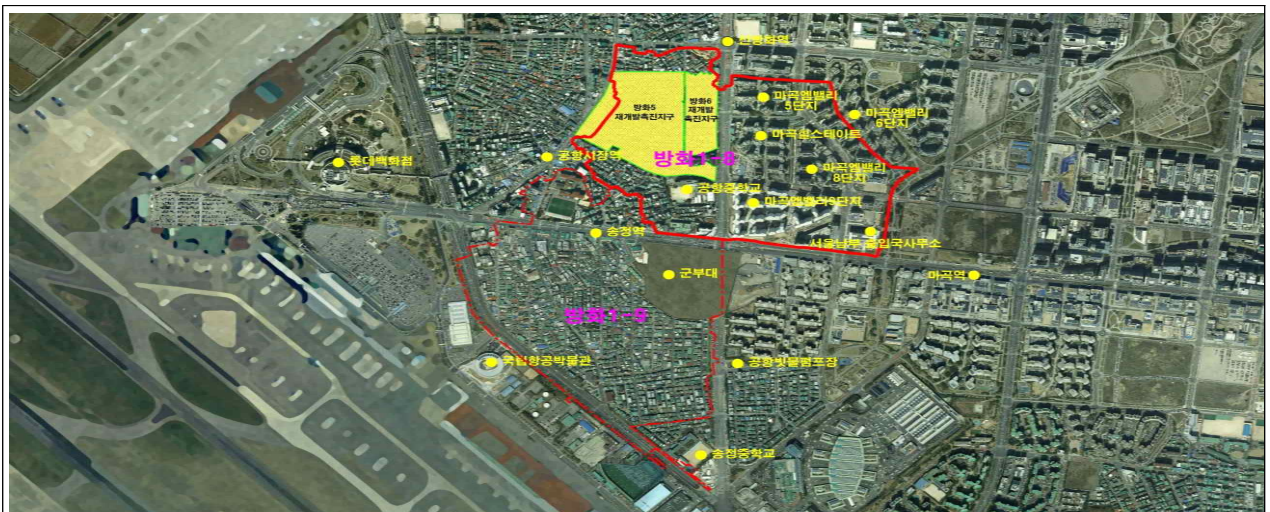 신방화역
방화5
재개발촉진지구
방화6
재개발
촉진지구
마곡엠밸리
5단지
마곡엠밸리
6단지
마곡힐스테이트
공항시장역
롯데백화점
방화1-8
마곡엠밸리
8단지
공항중학교
마곡엠밸리9단지
송정역
서울남부 출입국사무소
군부대
마곡역
방화1-9
국립항공박물관
공항빗물펌프장
송정중학교